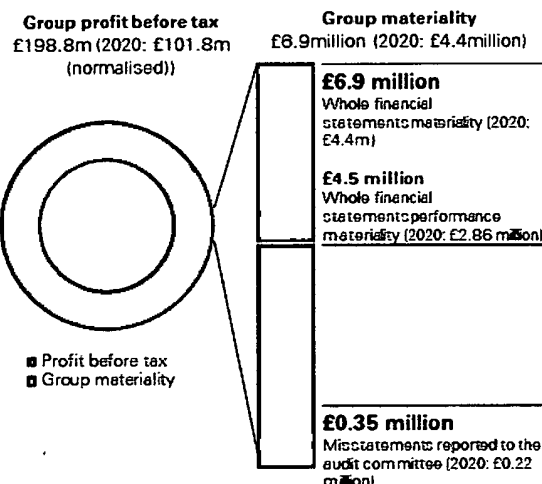 Group profit before tax
£198.8m (2020: £101.8m
(normalised))
Group materiality
£6.9million (2020: £4.4million)
£6.9 million
Whole financial
statements materiality (2020:
£4.4m)
£4.5 million
Whole financial
statements performance
materiality (2020: £2.86 million)
Profit before tax
Group materiality
£0.35 million
Misstatements reported to the
audit committee (2020: £0.22
million)